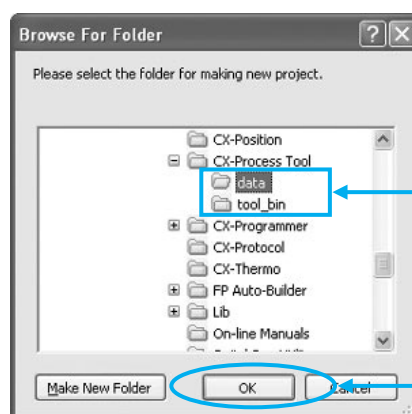 Browse For Folder
Please select the folder for making new project.
CX-Position
CX-Process Tool
data
tool_bin
CX-Programmer
CX-Protocol
CX-Thermo
FP Auto-Builder
Lib
On-line Manuals
Make New Folder
OK
Cancel